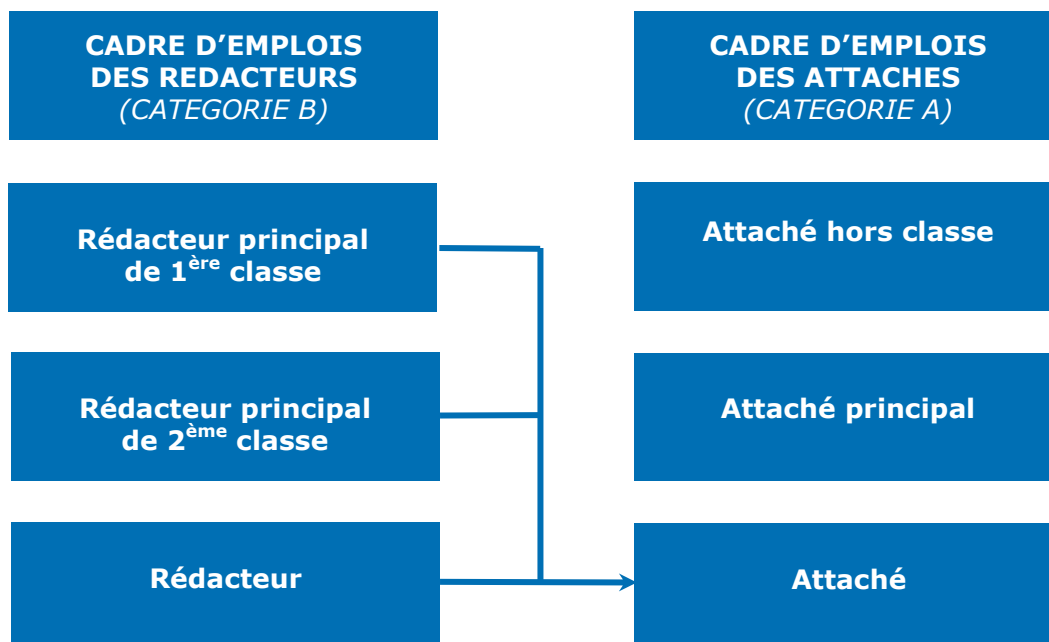 CADRE D’EMPLOIS
DES REDACTEURS
(CATEGORIE B)
CADRE D’EMPLOIS
DES ATTACHES
(CATEGORIE A)
Rédacteur principal
de 1ère classe
Attaché hors classe
Rédacteur principal
de 2ème classe
Attaché principal
Rédacteur
Attaché